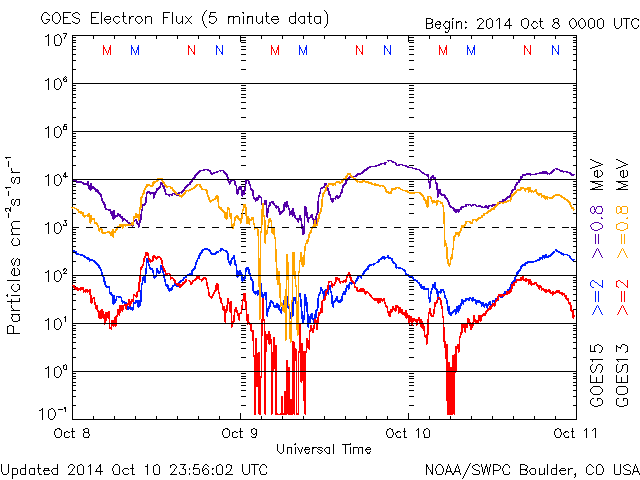 GOES Electron Flux (5 minute data)
Begin: 2014 Oct 8 0000 UTC
M M N N M M N N M M N N
10⁷
10⁶
10⁵
10⁴
10³
10²
10¹
10⁰
10⁻¹
Particles cm⁻²s⁻¹sr⁻¹
Oct 8 Oct 9 Oct 10 Oct 11
Universal Time
GOES15 >=2 >=0.8 MeV
GOES13 >=2 >=0.8 MeV
Updated 2014 Oct 10 23:56:02 UTC
NOAA/SWPC Boulder, CO USA